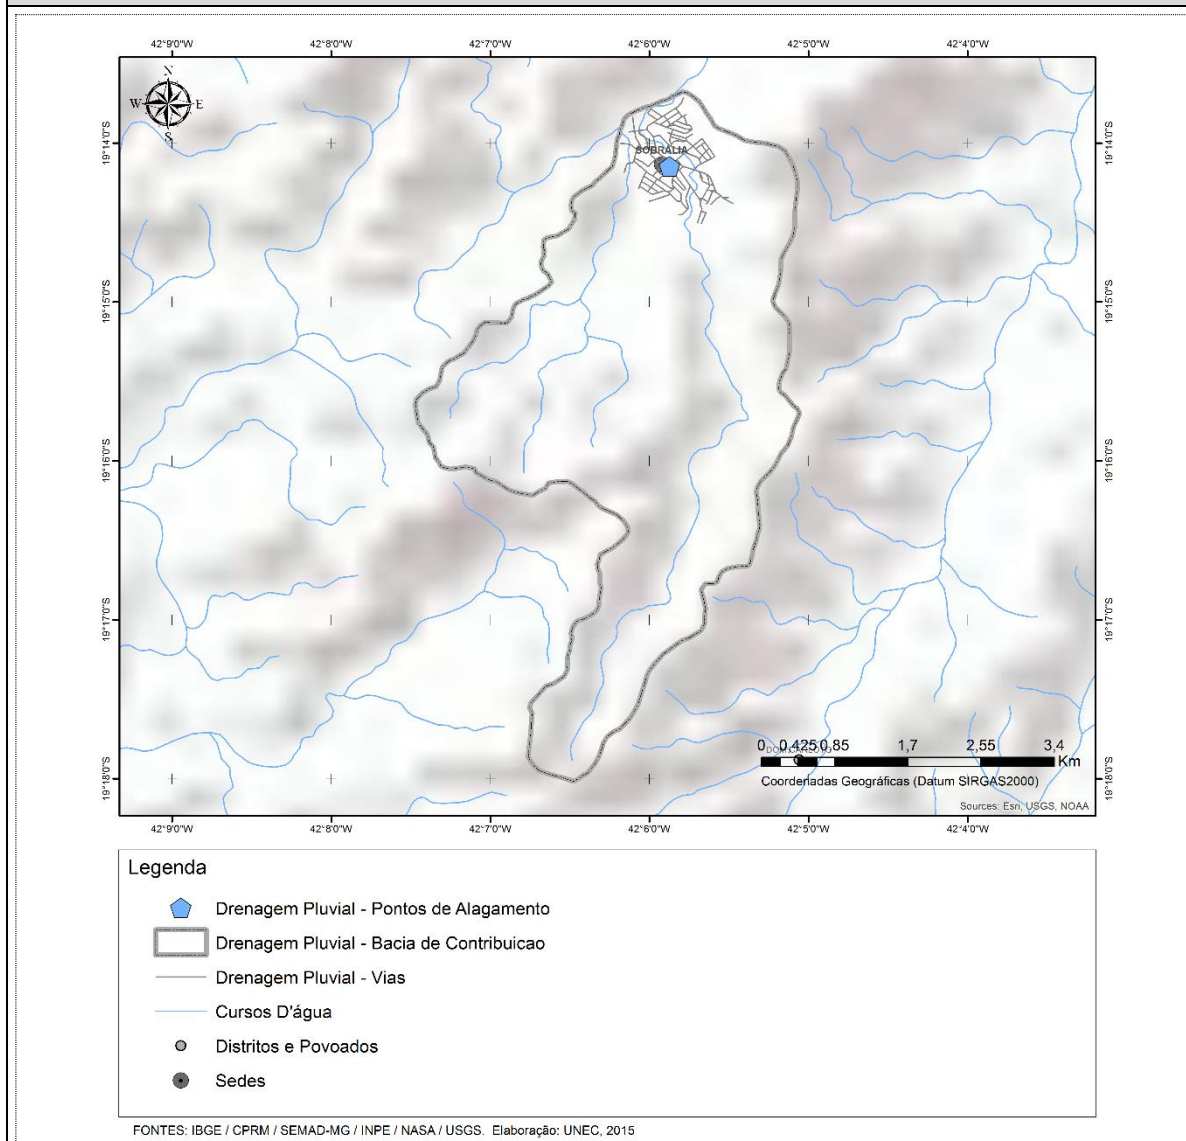 42°9'0"W 42°8'0"W 42°7'0"W 42°6'0"W 42°5'0"W 42°4'0"W
N
W E
S
19°14'0"S 19°14'0"S
SOBRÁLIA
19°15'0"S 19°15'0"S
19°16'0"S 19°16'0"S
19°17'0"S 19°17'0"S
0 0,425 0,85 1,7 2,55 3,4
Km
19°18'0"S 19°18'0"S
Coordenadas Geográficas (Datum SIRGAS2000)
Sources: Esri, USGS, NOAA
42°9'0"W 42°8'0"W 42°7'0"W 42°6'0"W 42°5'0"W 42°4'0"W
Legenda
Drenagem Pluvial - Pontos de Alagamento
Drenagem Pluvial - Bacia de Contribuicao
Drenagem Pluvial - Vias
Cursos D'água
Distritos e Povoados
Sedes
FONTES: IBGE / CPRM / SEMAD-MG / INPE / NASA / USGS. Elaboração: UNEC, 2015